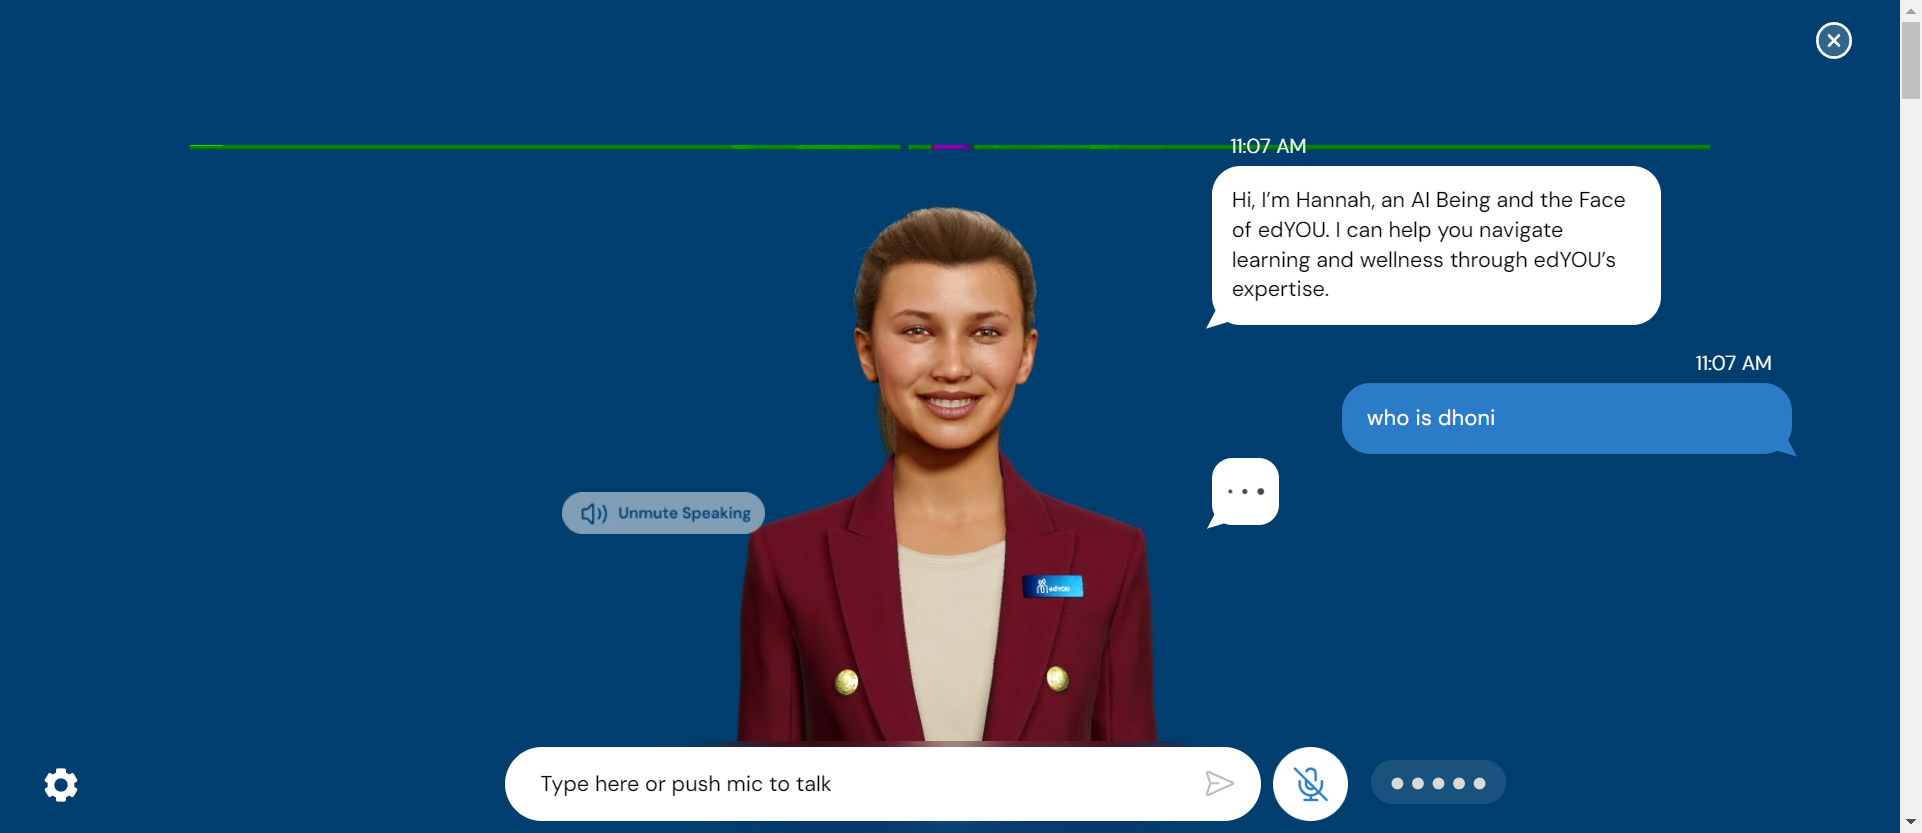 11:07 AM
Hi, I’m Hannah, an AI Being and the Face
of edYOU. I can help you navigate
learning and wellness through edYOU’s
expertise.
11:07 AM
who is dhoni
Unmute Speaking
edYOU
Type here or push mic to talk